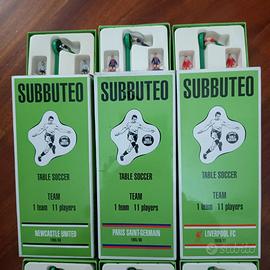 SUBBUTEO
TABLE SOCCER
TEAM
1 team 11 players
NEWCASTLE UNITED
SUBBUTEO
TABLE SOCCER
TEAM
1 team 11 players
PARIS SAINT-GERMAIN
SUBBUTEO
TABLE SOCCER
TEAM
1 team 11 players
LIVERPOOL FC